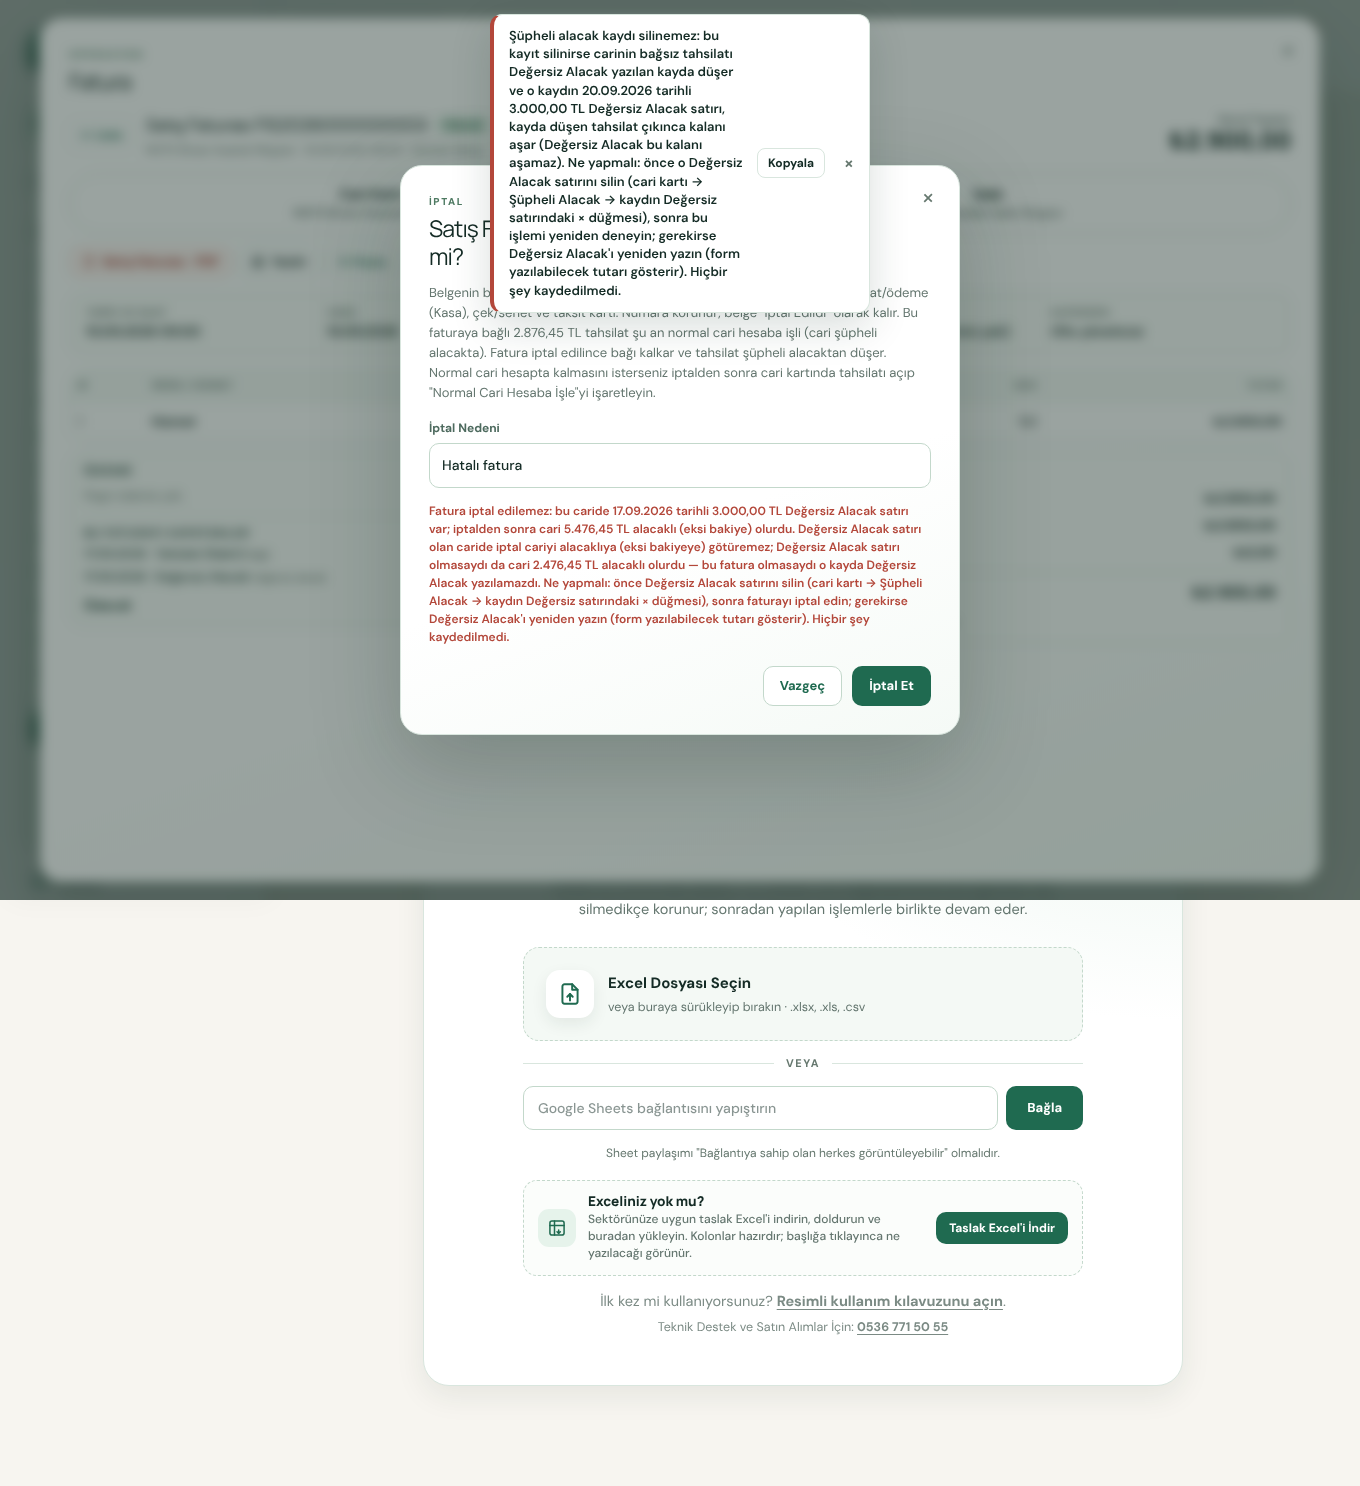 Şüpheli alacak kaydı silinemez: bu
kayıt silinirse carinin bağsız tahsilatı
Değersiz Alacak yazılan kayda düşer
ve o kaydın 20.09.2026 tarihli
3.000,00 TL Değersiz Alacak satırı,
kayda düşen tahsilat çıkınca kalanı
aşar (Değersiz Alacak bu kalanı
aşamaz). Ne yapmalı: önce o Değersiz
Alacak satırını silin (cari kartı →
Şüpheli Alacak → kaydın Değersiz
satırındaki × düğmesi), sonra bu
işlemi yeniden deneyin; gerekirse
Değersiz Alacak'ı yeniden yazın (form
yazılabilecek tutarı gösterir). Hiçbir
şey kaydedilmedi.
Kopyala
×
Fatura
İPTAL
×
Satış F
mi?
Belgenin b at/ödeme
(Kasa), çek/senet ve taksit kartı. Numara korunur, belge "İptal Edildi" olarak kalır. Bu
faturaya bağlı 2.876,45 TL tahsilat şu an normal cari hesaba işli (cari şüpheli
alacakta). Fatura iptal edilince bağı kalkar ve tahsilat şüpheli alacaktan düşer.
Normal cari hesapta kalmasını isterseniz iptalden sonra cari kartında tahsilatı açıp
"Normal Cari Hesaba İşle"yi işaretleyin.
İptal Nedeni
Hatalı fatura
Fatura iptal edilemez: bu caride 17.09.2026 tarihli 3.000,00 TL Değersiz Alacak satırı
var; iptalden sonra cari 5.476,45 TL alacaklı (eksi bakiye) olurdu. Değersiz Alacak satırı
olan caride iptal cariyi alacaklıya (eksi bakiyeye) götüremez; Değersiz Alacak satırı
olmasaydı da cari 2.476,45 TL alacaklı olurdu — bu fatura olmasaydı o kayda Değersiz
Alacak yazılamazdı. Ne yapmalı: önce Değersiz Alacak satırını silin (cari kartı → Şüpheli
Alacak → kaydın Değersiz satırındaki × düğmesi), sonra faturayı iptal edin; gerekirse
Değersiz Alacak'ı yeniden yazın (form yazılabilecek tutarı gösterir). Hiçbir şey
kaydedilmedi.
Vazgeç
İptal Et
silmedikçe korunur; sonradan yapılan işlemlerle birlikte devam eder.
Excel Dosyası Seçin
veya buraya sürükleyip bırakın · .xlsx, .xls, .csv
VEYA
Google Sheets bağlantısını yapıştırın
Bağla
Sheet paylaşımı "Bağlantıya sahip olan herkes görüntüleyebilir" olmalıdır.
Exceliniz yok mu?
Sektörünüze uygun taslak Excel'i indirin, doldurun ve
buradan yükleyin. Kolonlar hazırdır; başlığa tıklayınca ne
yazılacağı görünür.
Taslak Excel'i İndir
İlk kez mi kullanıyorsunuz? Resimli kullanım kılavuzunu açın.
Teknik Destek ve Satın Alımlar İçin: 0536 771 50 55